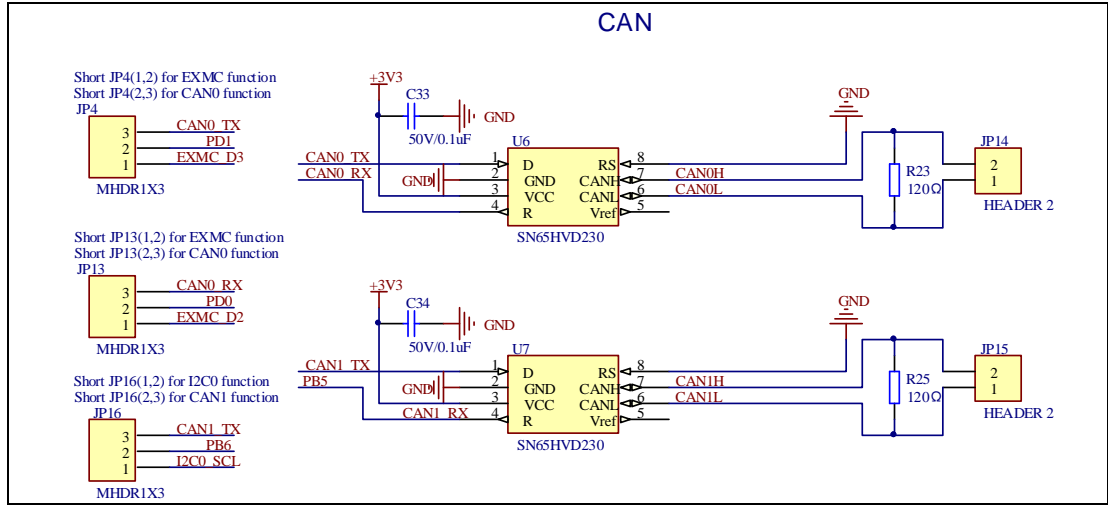 CAN
Short JP4(1,2) for EXMC function
Short JP4(2,3) for CAN0 function
JP4
3 CAN0_TX
2 PD1
1 EXMC_D3
MHDR1X3
Short JP13(1,2) for EXMC function
Short JP13(2,3) for CAN0 function
JP13
3 CAN0_RX
2 PD0
1 EXMC_D2
MHDR1X3
Short JP16(1,2) for I2C0 function
Short JP16(2,3) for CAN1 function
JP16
3 CAN1_TX
2 PB6
1 I2C0_SCL
MHDR1X3
+3V3
C33
GND
50V/0.1uF
U6
CAN0_TX 1 D RS 8
CAN0_RX GND 2 GND CANH 7 CAN0H
3 VCC CANL 6 CAN0L
4 R Vref 5
SN65HVD230
GND
R23
120Ω
JP14
2
1
HEADER 2
+3V3
C34
GND
50V/0.1uF
U7
CAN1_TX 1 D RS 8
PB5 GND 2 GND CANH 7 CAN1H
3 VCC CANL 6 CAN1L
CAN1_RX 4 R Vref 5
SN65HVD230
GND
R25
120Ω
JP15
2
1
HEADER 2